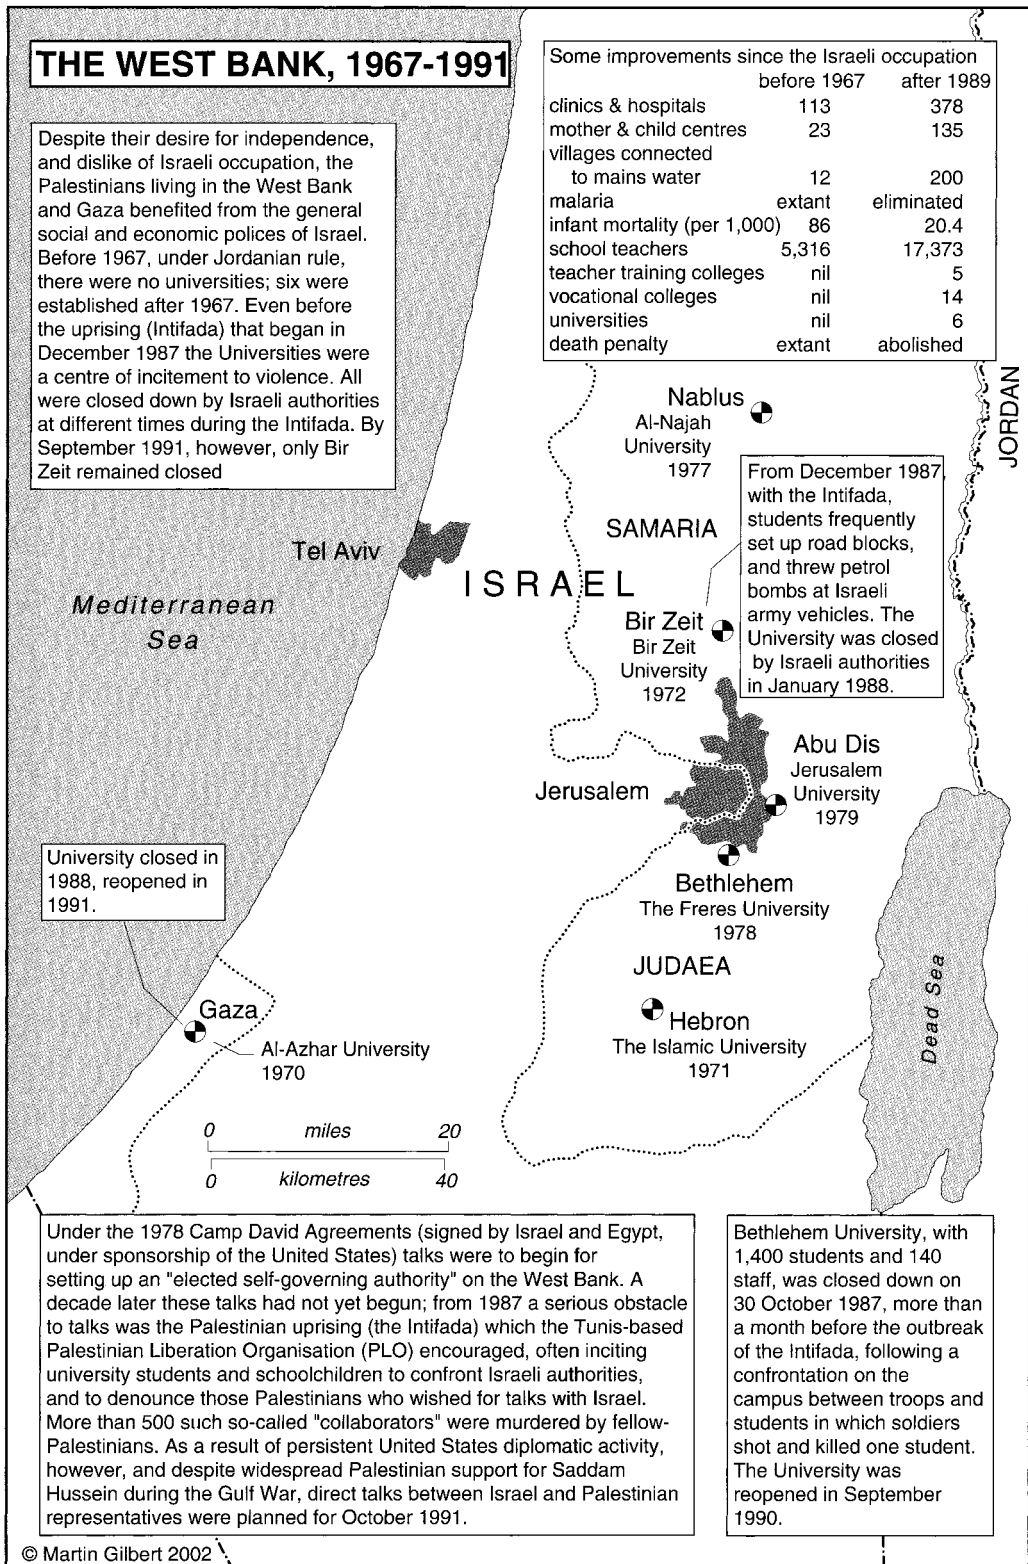 THE WEST BANK, 1967-1991
Despite their desire for independence,
and dislike of Israeli occupation, the
Palestinians living in the West Bank
and Gaza benefited from the general
social and economic polices of Israel.
Before 1967, under Jordanian rule,
there were no universities; six were
established after 1967. Even before
the uprising (Intifada) that began in
December 1987 the Universities were
a centre of incitement to violence. All
were closed down by Israeli authorities
at different times during the Intifada. By
September 1991, however, only Bir
Zeit remained closed
Some improvements since the Israeli occupation
before 1967 after 1989
clinics & hospitals 113 378
mother & child centres 23 135
villages connected
to mains water 12 200
malaria extant eliminated
infant mortality (per 1,000) 86 20.4
school teachers 5,316 17,373
teacher training colleges nil 5
vocational colleges nil 14
universities nil 6
death penalty extant abolished
JORDAN
Nablus
Al-Najah
University
1977
From December 1987,
with the Intifada,
students frequently
set up road blocks,
and threw petrol
bombs at Israeli
army vehicles. The
University was closed
by Israeli authorities
in January 1988.
SAMARIA
Tel Aviv
ISRAEL
Mediterranean
Sea
Bir Zeit
Bir Zeit
University
1972
Abu Dis
Jerusalem
University
1979
Jerusalem
University closed in
1988, reopened in
1991.
Bethlehem
The Freres University
1978
JUDAEA
Dead Sea
Gaza
Al-Azhar University
1970
Hebron
The Islamic University
1971
0 miles 20
0 kilometres 40
Under the 1978 Camp David Agreements (signed by Israel and Egypt,
under sponsorship of the United States) talks were to begin for
setting up an "elected self-governing authority" on the West Bank. A
decade later these talks had not yet begun; from 1987 a serious obstacle
to talks was the Palestinian uprising (the Intifada) which the Tunis-based
Palestinian Liberation Organisation (PLO) encouraged, often inciting
university students and schoolchildren to confront Israeli authorities,
and to denounce those Palestinians who wished for talks with Israel.
More than 500 such so-called "collaborators" were murdered by fellow-
Palestinians. As a result of persistent United States diplomatic activity,
however, and despite widespread Palestinian support for Saddam
Hussein during the Gulf War, direct talks between Israel and Palestinian
representatives were planned for October 1991.
Bethlehem University, with
1,400 students and 140
staff, was closed down on
30 October 1987, more than
a month before the outbreak
of the Intifada, following a
confrontation on the
campus between troops and
students in which soldiers
shot and killed one student.
The University was
reopened in September
1990.
© Martin Gilbert 2002